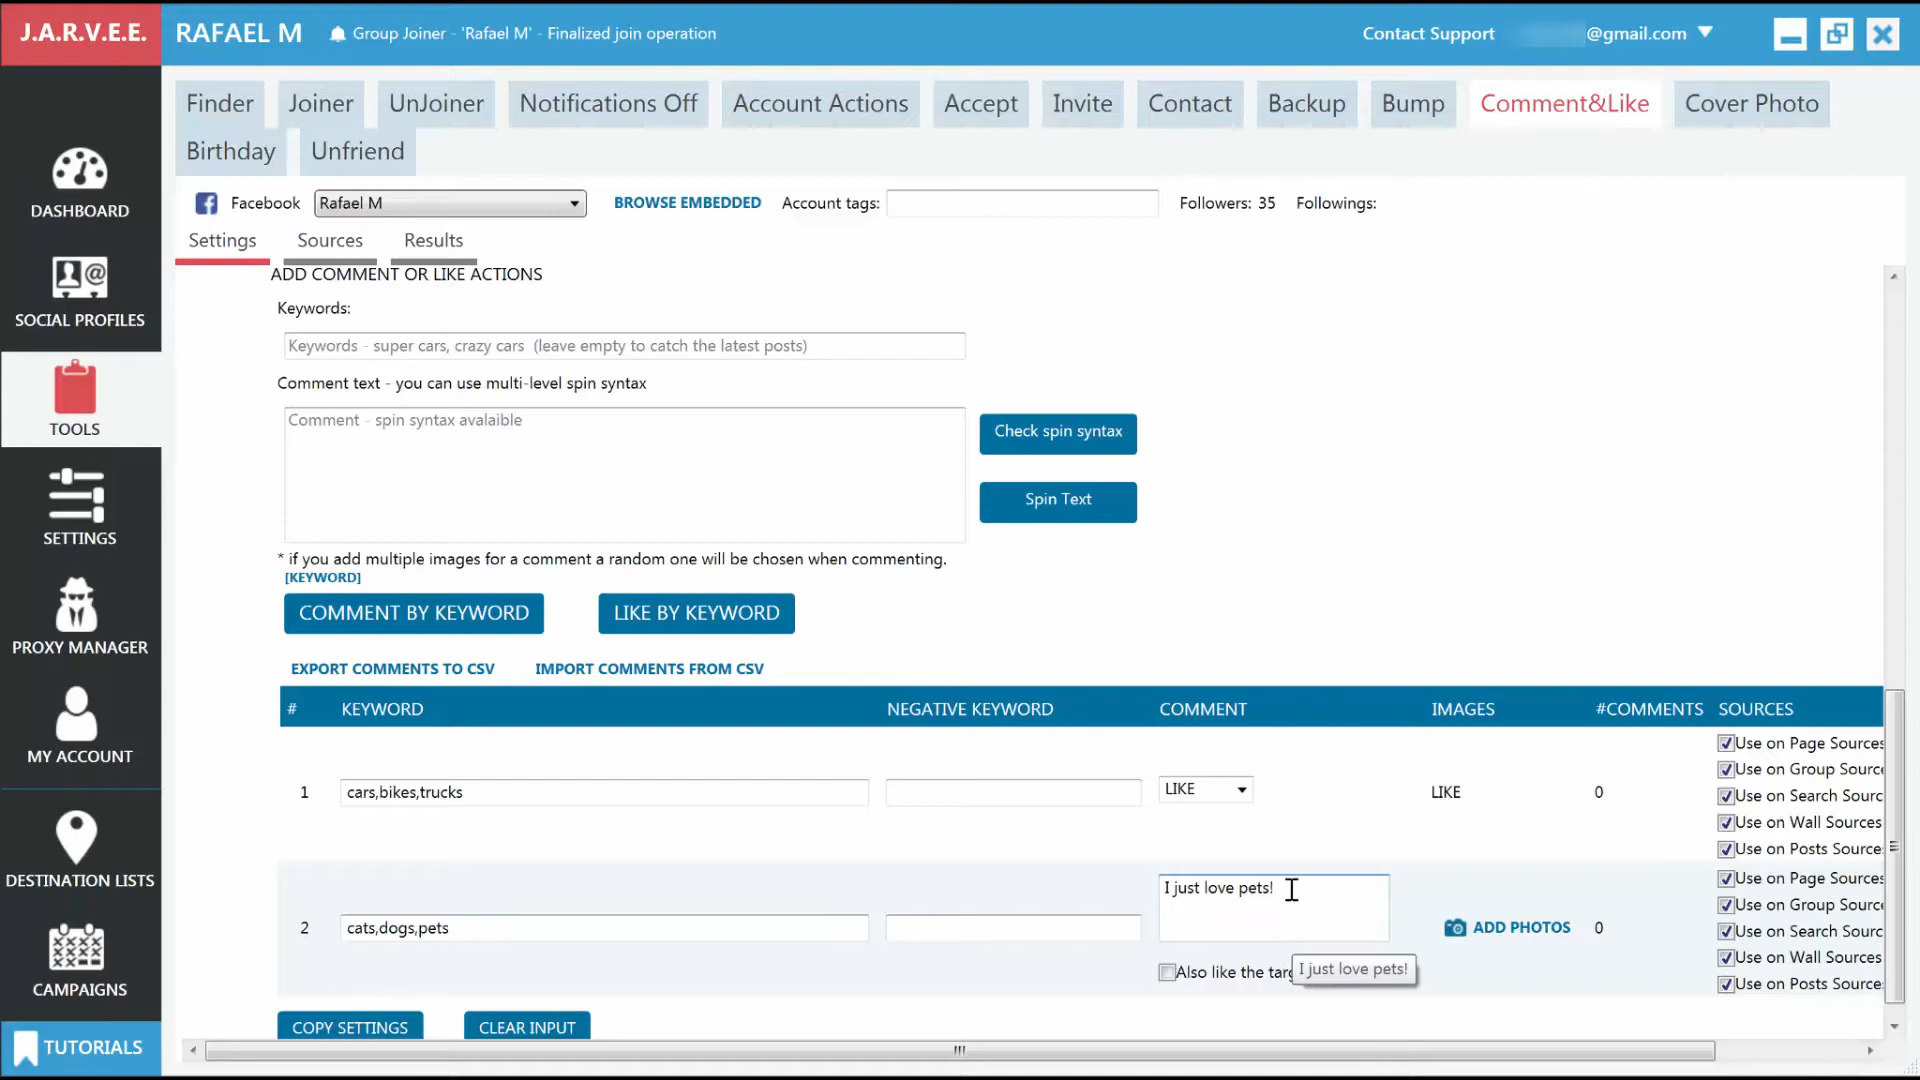 J.A.R.V.E.E. RAFAEL M Group Joiner - 'Rafael M' - Finalized join operation Contact Support @gmail.com
Finder Joiner UnJoiner Notifications Off Account Actions Accept Invite Contact Backup Bump Comment&Like Cover Photo
Birthday Unfriend
Facebook Rafael M BROWSE EMBEDDED Account tags: Followers: 35 Followings:
Settings Sources Results
DASHBOARD
SOCIAL PROFILES
TOOLS
SETTINGS
PROXY MANAGER
MY ACCOUNT
DESTINATION LISTS
CAMPAIGNS
TUTORIALS
ADD COMMENT OR LIKE ACTIONS
Keywords:
Keywords - super cars, crazy cars (leave empty to catch the latest posts)
Comment text - you can use multi-level spin syntax
Comment - spin syntax avalaible
Check spin syntax
Spin Text
* if you add multiple images for a comment a random one will be chosen when commenting.
[KEYWORD]
COMMENT BY KEYWORD LIKE BY KEYWORD
EXPORT COMMENTS TO CSV IMPORT COMMENTS FROM CSV
# KEYWORD NEGATIVE KEYWORD COMMENT IMAGES #COMMENTS SOURCES
1 cars,bikes,trucks LIKE LIKE 0
Use on Page Sources
Use on Group Sourc
Use on Search Sourc
Use on Wall Sources
Use on Posts Source
2 cats,dogs,pets I just love pets! ADD PHOTOS 0
Also like the tar
I just love pets!
Use on Page Sources
Use on Group Sourc
Use on Search Sourc
Use on Wall Sources
Use on Posts Source
COPY SETTINGS CLEAR INPUT